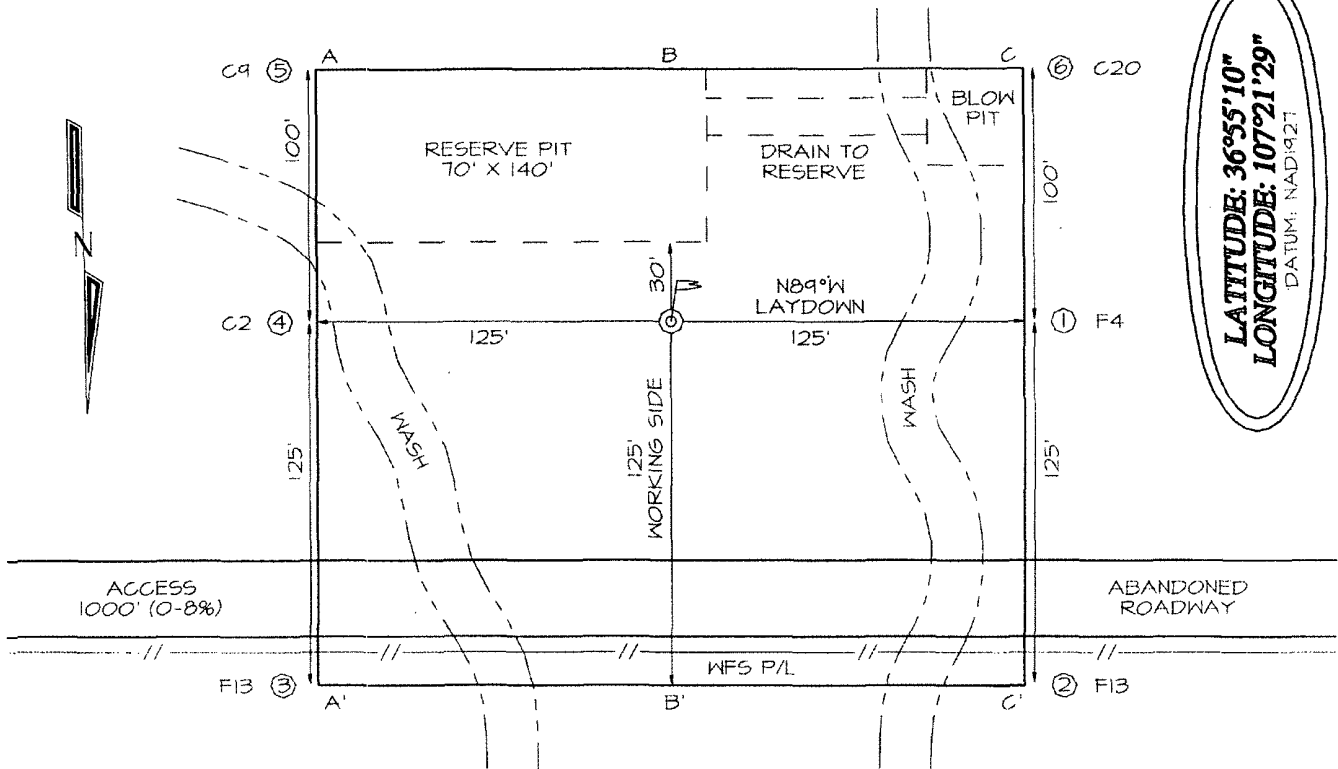 A
B
C
C9 ⑤
⑥ C20
100'
RESERVE PIT
70' X 140'
DRAIN TO
RESERVE
BLOW
PIT
100'
LATITUDE: 36°55'10"
LONGITUDE: 107°21'29"
DATUM: NAD1927
N
30'
N89°W
LAYDOWN
C2 ④
125'
125'
① F4
125'
WASH
125'
WORKING SIDE
WASH
125'
ACCESS
1000' (0-8%)
ABANDONED
ROADWAY
WFS P/L
F13 ③
② F13
A'
B'
C'